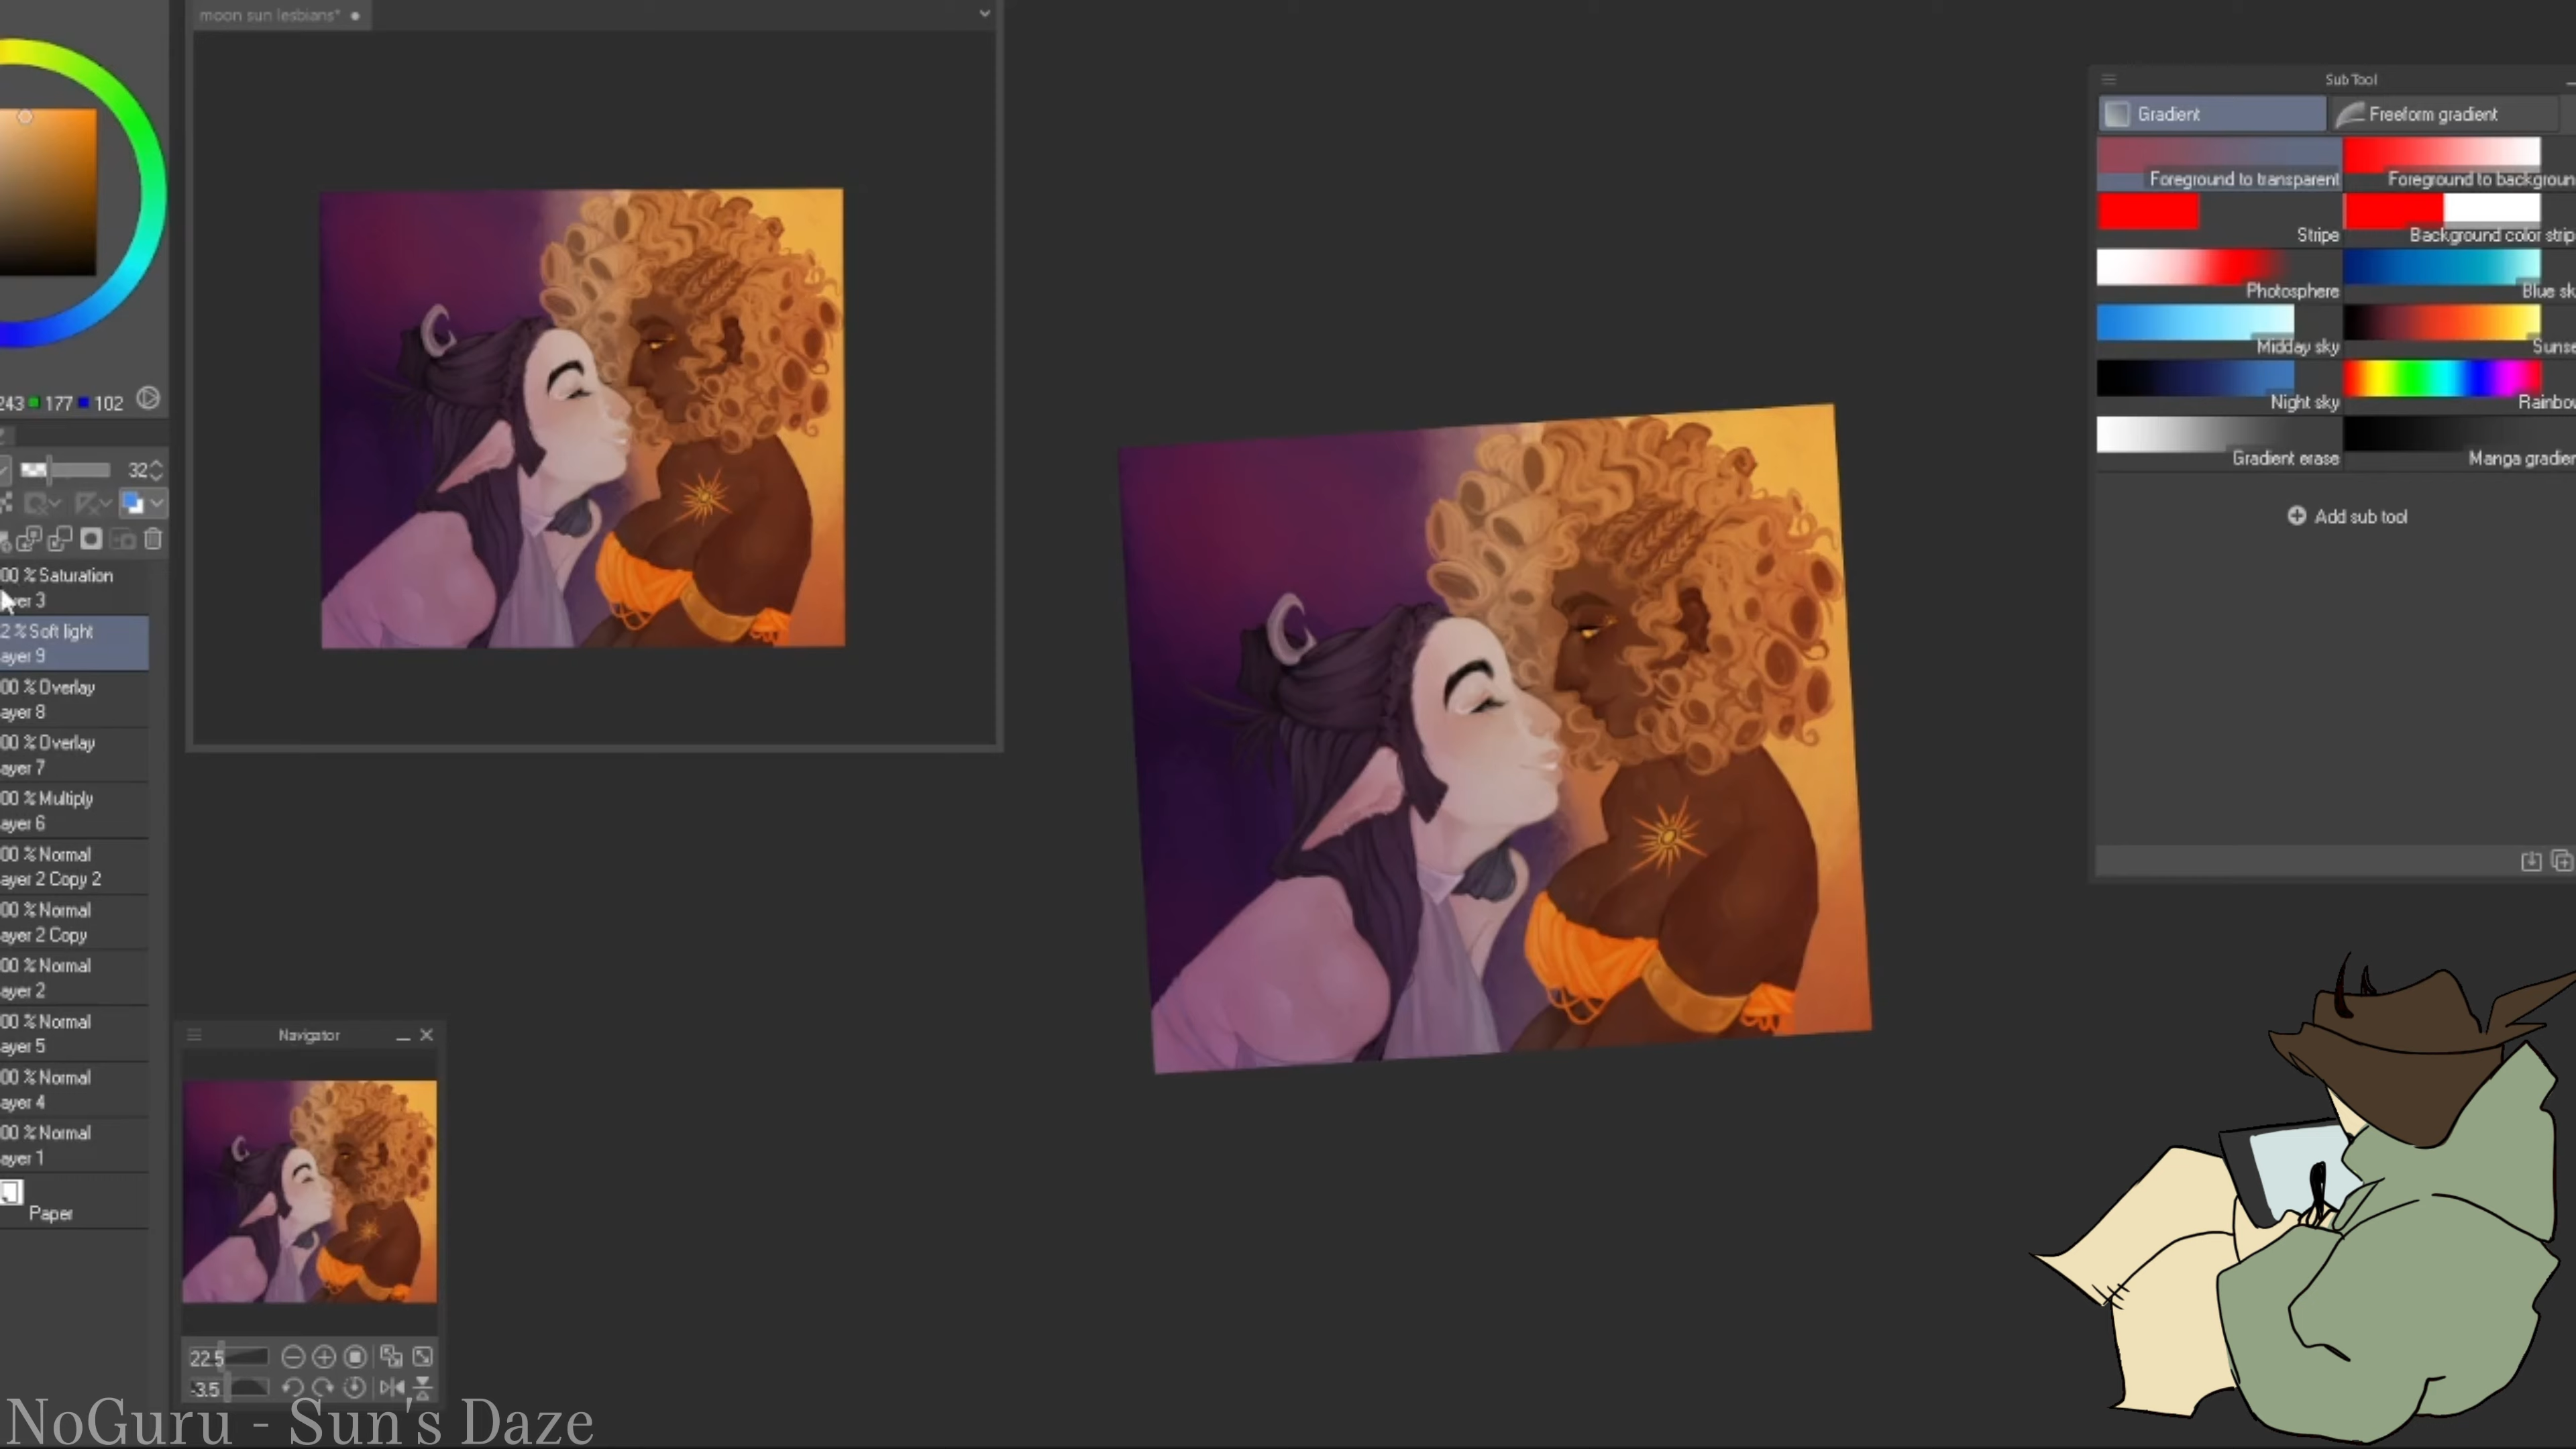 moon sun lesbians*
243 177 102
32
00 % Saturation
ayer 3
2 % Soft light
ayer 9
00 % Overlay
ayer 8
00 % Overlay
ayer 7
00 % Multiply
ayer 6
00 % Normal
ayer 2 Copy 2
00 % Normal
ayer 2 Copy
00 % Normal
ayer 2
00 % Normal
ayer 5
00 % Normal
ayer 4
00 % Normal
ayer 1
Paper
Navigator
22.5
-3.5
NoGuru - Sun's Daze
Sub Tool
Gradient Freeform gradient
Foreground to transparent Foreground to backgroun
Stripe Background color strip
Photosphere Blue sk
Midday sky Sunse
Night sky Rainbow
Gradient erase Manga gradien
Add sub tool